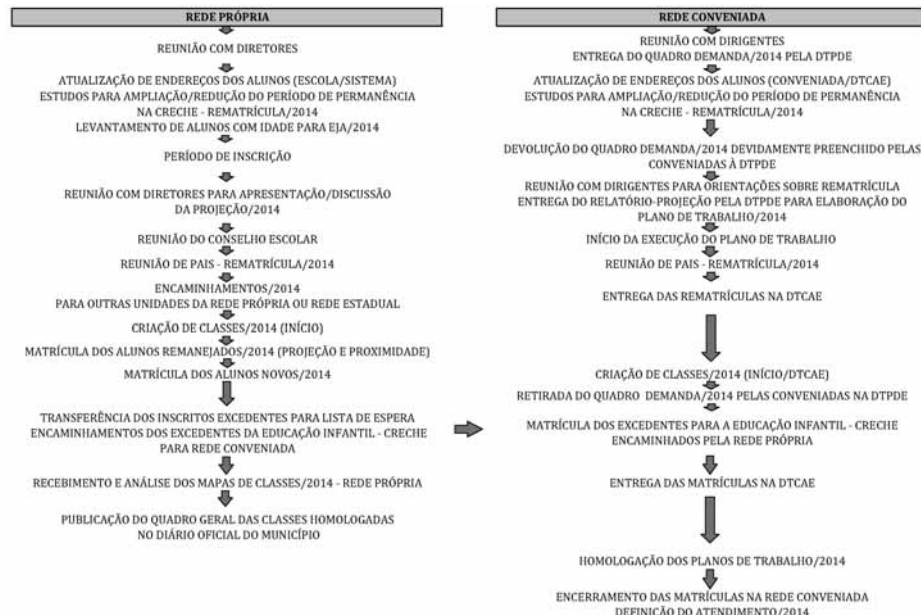 REDE PRÓPRIA
REUNIÃO COM DIRETORES
ATUALIZAÇÃO DE ENDEREÇOS DOS ALUNOS (ESCOLA/SISTEMA)
ESTUDOS PARA AMPLIAÇÃO/REDUÇÃO DO PERÍODO DE PERMANÊNCIA
NA CRECHE - REMATRÍCULA/2014
LEVANTAMENTO DE ALUNOS COM IDADE PARA EJA/2014
PERÍODO DE INSCRIÇÃO
REUNIÃO COM DIRETORES PARA APRESENTAÇÃO/DISCUSSÃO
DA PROJEÇÃO/2014
REUNIÃO DO CONSELHO ESCOLAR
REUNIÃO DE PAIS - REMATRÍCULA/2014
ENCAMINHAMENTOS/2014
PARA OUTRAS UNIDADES DA REDE PRÓPRIA OU REDE ESTADUAL
CRIAÇÃO DE CLASSES/2014 (INÍCIO)
MATRÍCULA DOS ALUNOS REMANEJADOS/2014 (PROJEÇÃO E PROXIMIDADE)
MATRÍCULA DOS ALUNOS NOVOS/2014
TRANSFERÊNCIA DOS INSCRITOS EXCEDENTES PARA LISTA DE ESPERA
ENCAMINHAMENTOS DOS EXCEDENTES DA EDUCAÇÃO INFANTIL - CRECHE
PARA REDE CONVENIADA
RECEBIMENTO E ANÁLISE DOS MAPAS DE CLASSES/2014 - REDE PRÓPRIA
PUBLICAÇÃO DO QUADRO GERAL DAS CLASSES HOMOLOGADAS
NO DIÁRIO OFICIAL DO MUNICÍPIO
REDE CONVENIADA
REUNIÃO COM DIRIGENTES
ENTREGA DO QUADRO DEMANDA/2014 PELA DTPDE
ATUALIZAÇÃO DE ENDEREÇOS DOS ALUNOS (CONVENIADA/DTCAE)
ESTUDOS PARA AMPLIAÇÃO/REDUÇÃO DO PERÍODO DE PERMANÊNCIA
NA CRECHE - REMATRÍCULA/2014
DEVOLUÇÃO DO QUADRO DEMANDA/2014 DEVIDAMENTE PREENCHIDO PELAS
CONVENIADAS À DTPDE
REUNIÃO COM DIRIGENTES PARA ORIENTAÇÕES SOBRE REMATRÍCULA
ENTREGA DO RELATÓRIO-PROJEÇÃO PELA DTPDE PARA ELABORAÇÃO DO
PLANO DE TRABALHO/2014
INÍCIO DA EXECUÇÃO DO PLANO DE TRABALHO
REUNIÃO DE PAIS - REMATRÍCULA/2014
ENTREGA DAS REMATRÍCULAS NA DTCAE
CRIAÇÃO DE CLASSES/2014 (INÍCIO/DTCAE)
RETIRADA DO QUADRO DEMANDA/2014 PELAS CONVENIADAS NA DTPDE
MATRÍCULA DOS EXCEDENTES PARA A EDUCAÇÃO INFANTIL - CRECHE
ENCAMINHADOS PELA REDE PRÓPRIA
ENTREGA DAS MATRÍCULAS NA DTCAE
HOMOLOGAÇÃO DOS PLANOS DE TRABALHO/2014
ENCERRAMENTO DAS MATRÍCULAS NA REDE CONVENIADA
DEFINIÇÃO DO ATENDIMENTO/2014